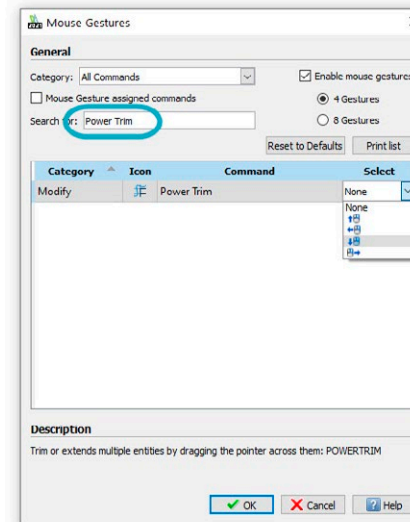 Mouse Gestures
General
Category: All Commands
Enable mouse gestures
Mouse Gesture assigned commands
4 Gestures
Search for: Power Trim
8 Gestures
Reset to Defaults Print list
Category Icon Command Select
Modify Power Trim None
None
Description
Trim or extends multiple entities by dragging the pointer across them: POWERTRIM
OK Cancel Help